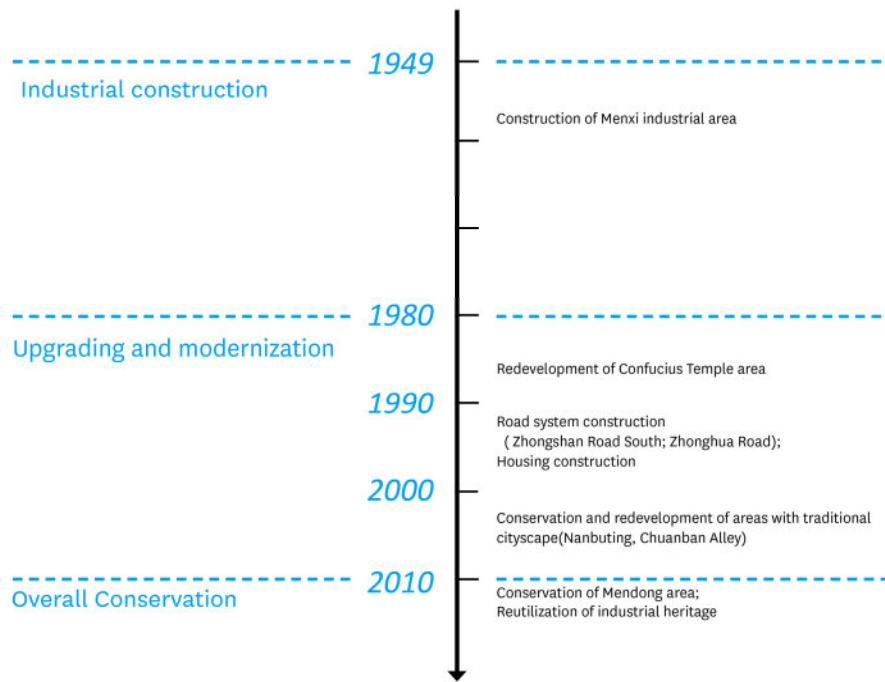 1949
Industrial construction
Construction of Menxi industrial area
1980
Upgrading and modernization
Redevelopment of Confucius Temple area
1990
Road system construction
( Zhongshan Road South; Zhonghua Road);
Housing construction
2000
Conservation and redevelopment of areas with traditional
cityscape(Nanbuting, Chuanban Alley)
2010
Overall Conservation
Conservation of Mendong area;
Reutilization of industrial heritage